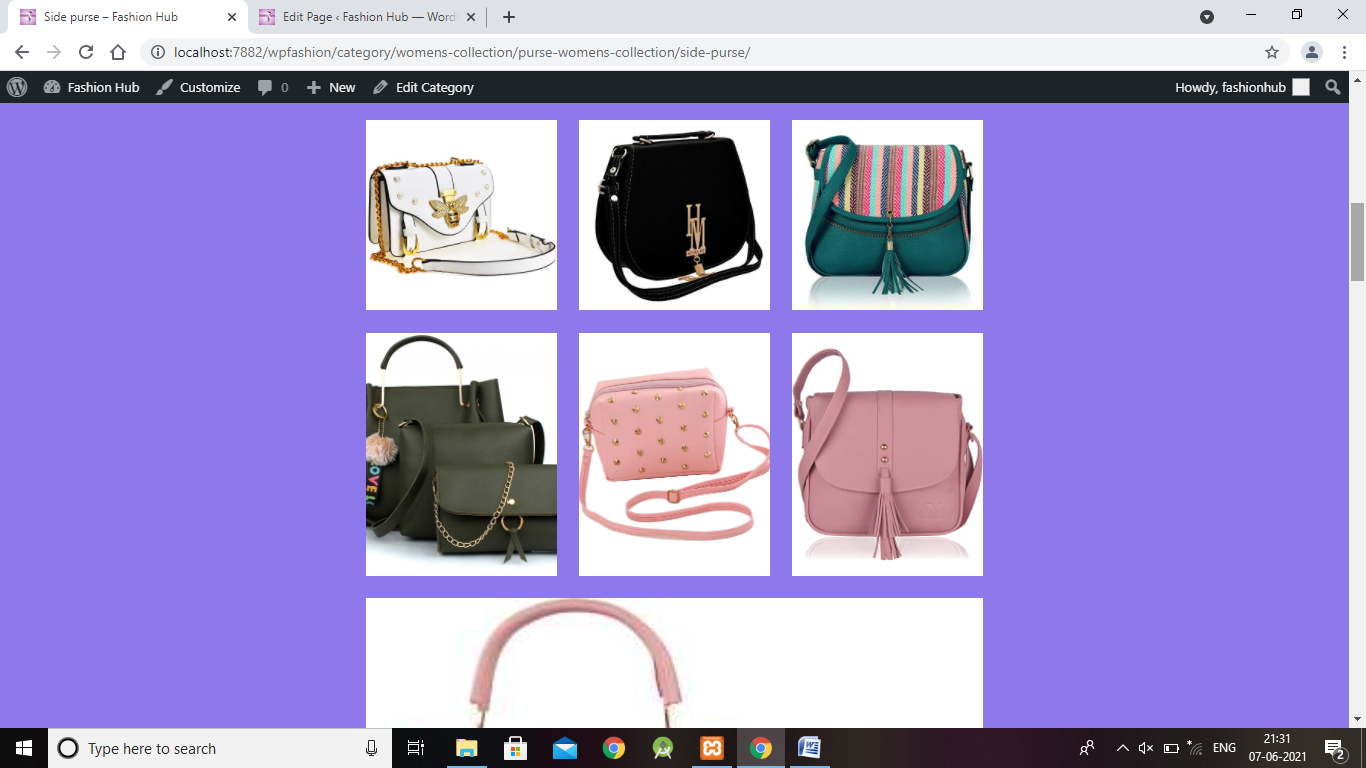 Side purse – Fashion Hub
Edit Page ‹ Fashion Hub — Word
localhost:7882/wpfashion/category/womens-collection/purse-womens-collection/side-purse/
Fashion Hub
Customize
0
New
Edit Category
Howdy, fashionhub
HM
LOVE
Type here to search
W
ENG
21:31
07-06-2021
2